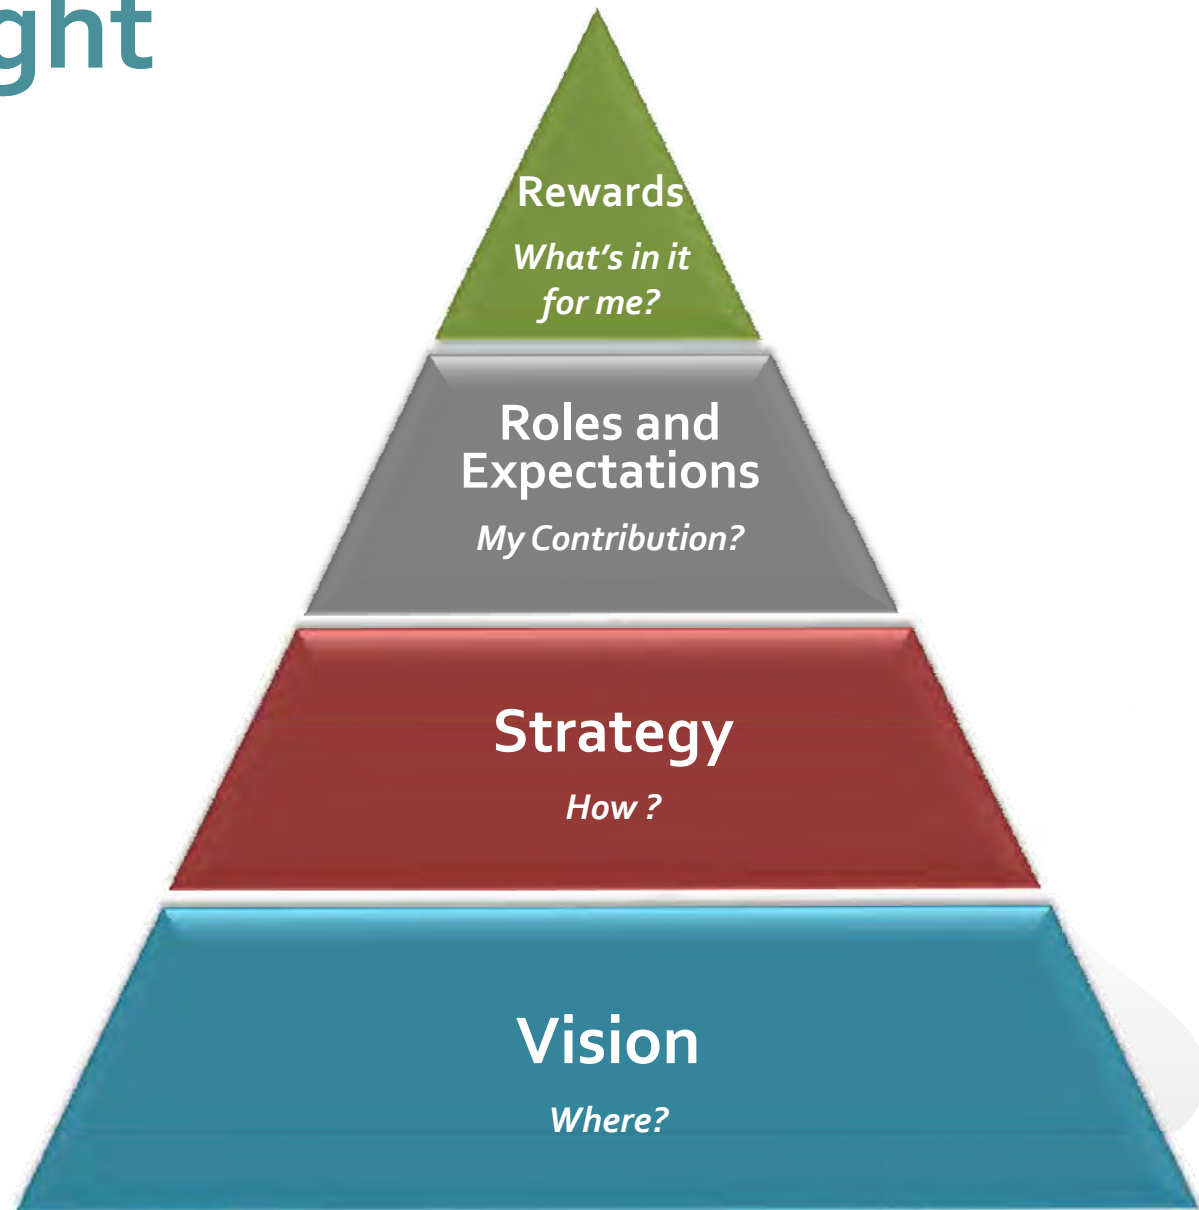 ght
Rewards
What's in it
for me?
Roles and
Expectations
My Contribution?
Strategy
How ?
Vision
Where?